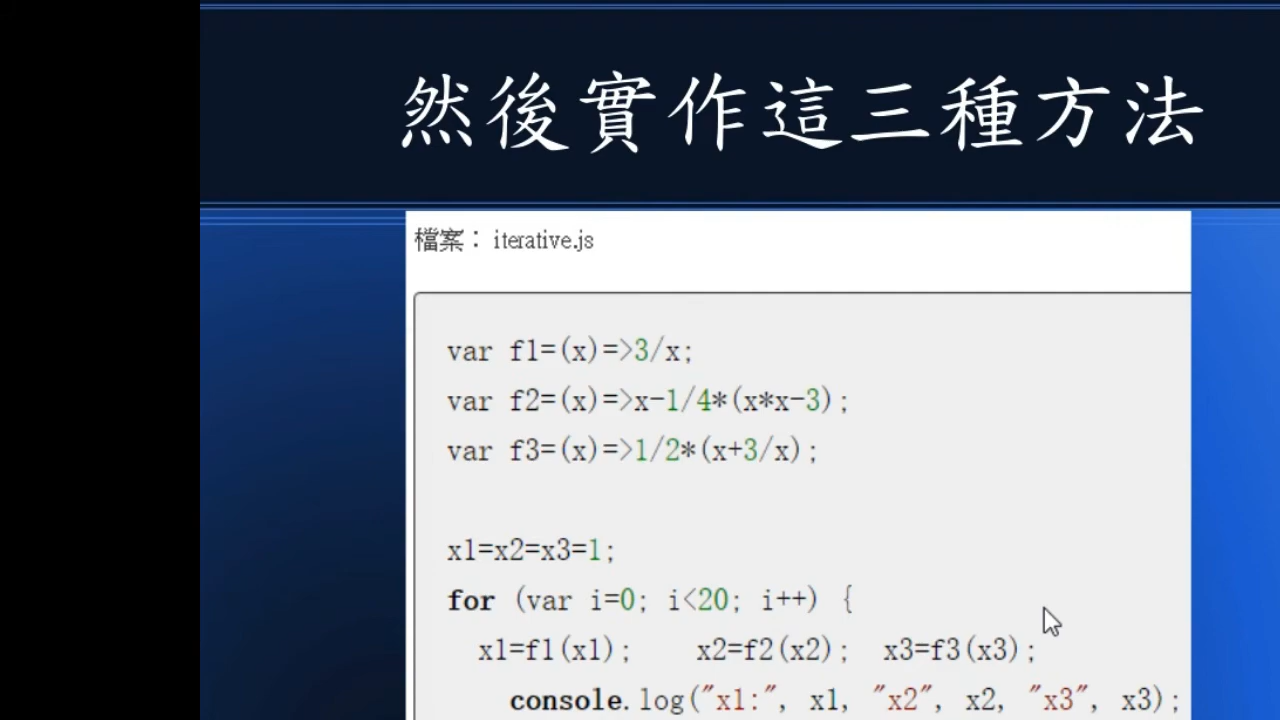 然後實作這三種方法
檔案： iterative.js
var f1=(x)=>3/x;
var f2=(x)=>x-1/4*(x*x-3);
var f3=(x)=>1/2*(x+3/x);
x1=x2=x3=1;
for (var i=0; i<20; i++) {
x1=f1(x1); x2=f2(x2); x3=f3(x3);
console.log("x1:", x1, "x2", x2, "x3", x3);